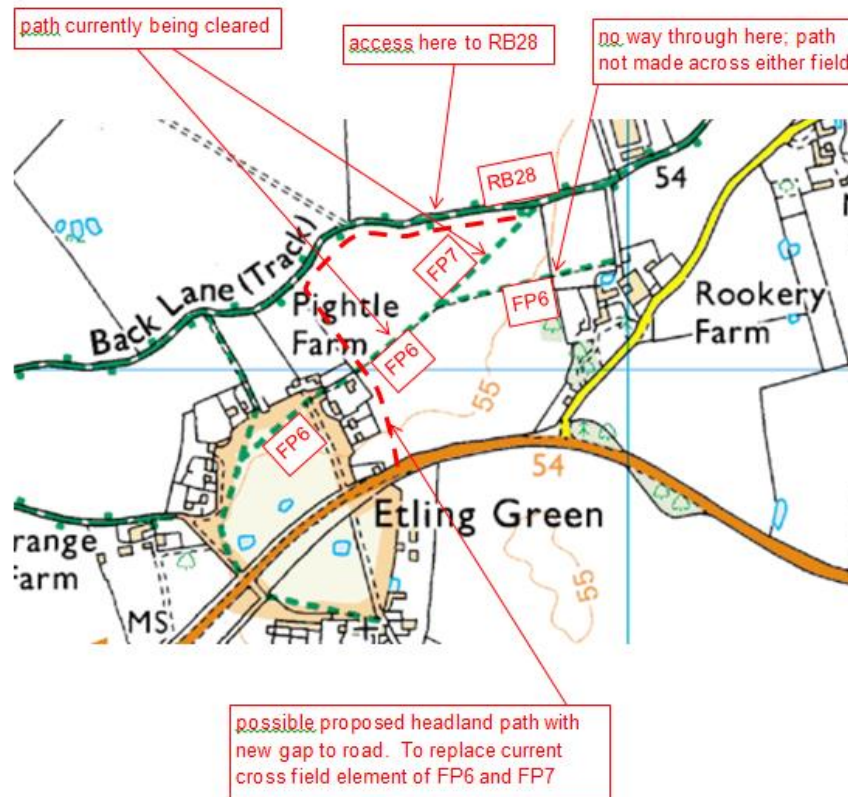 path currently being cleared
access here to RB28
no way through here; path
not made across either field
RB28
54
Back Lane (Track)
FP7
FP6
Pightle
Farm
Rookery
Farm
FP6
55
FP6
54
Etling Green
range
Farm
55
MS
possible proposed headland path with
new gap to road. To replace current
cross field element of FP6 and FP7